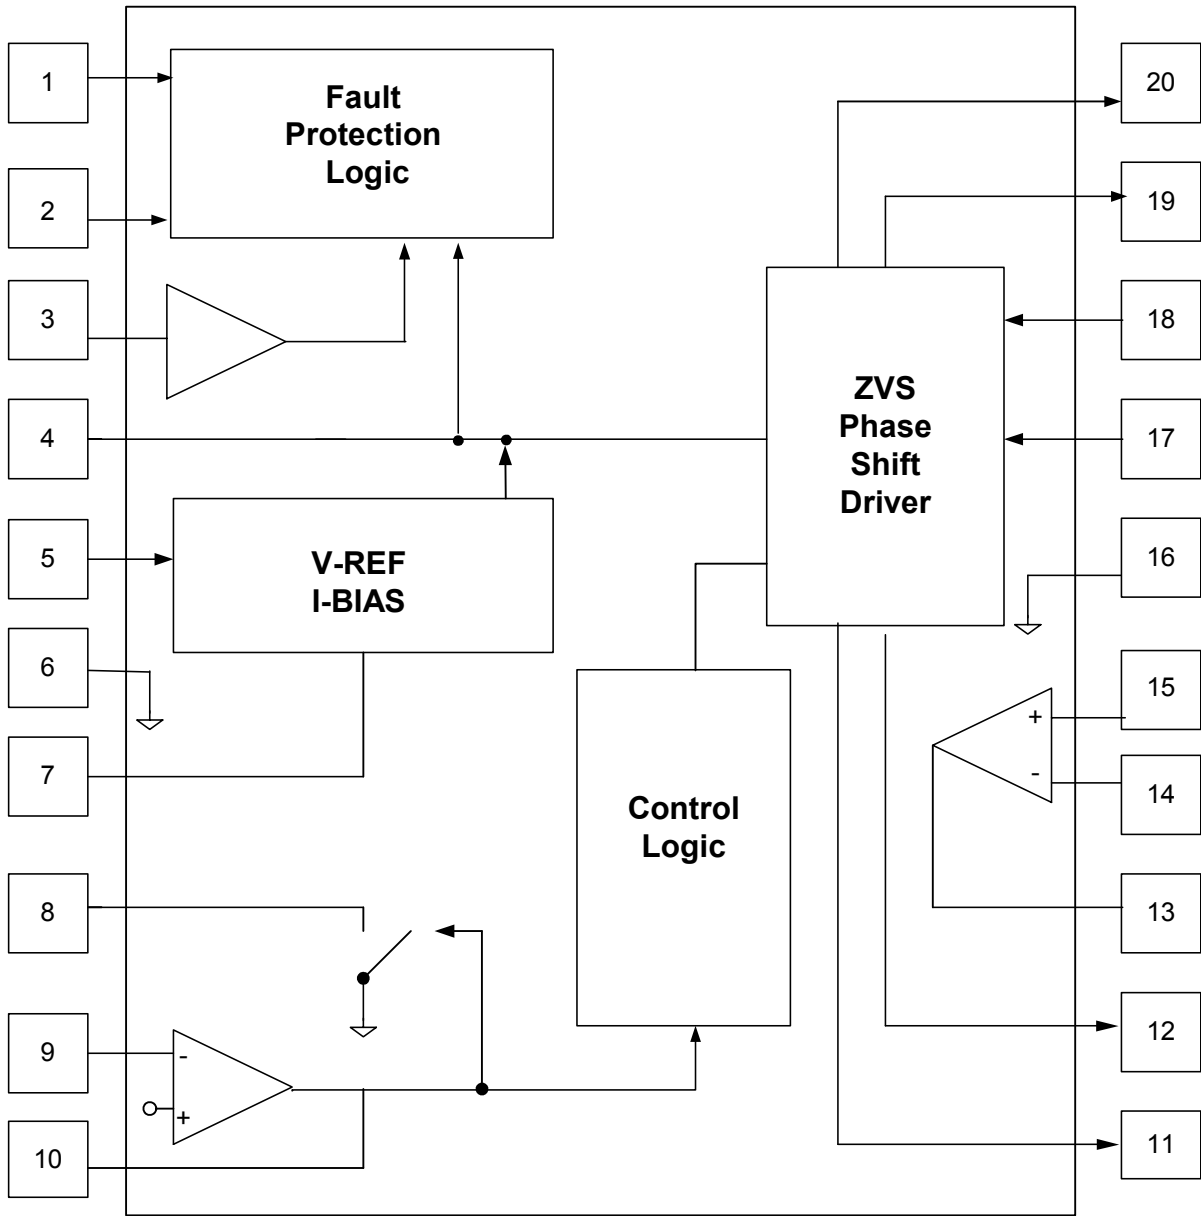 1
2
3
4
5
6
7
8
9
10
Fault
Protection
Logic
V-REF
I-BIAS
-
+
Control
Logic
ZVS
Phase
Shift
Driver
+
-
20
19
18
17
16
15
14
13
12
11